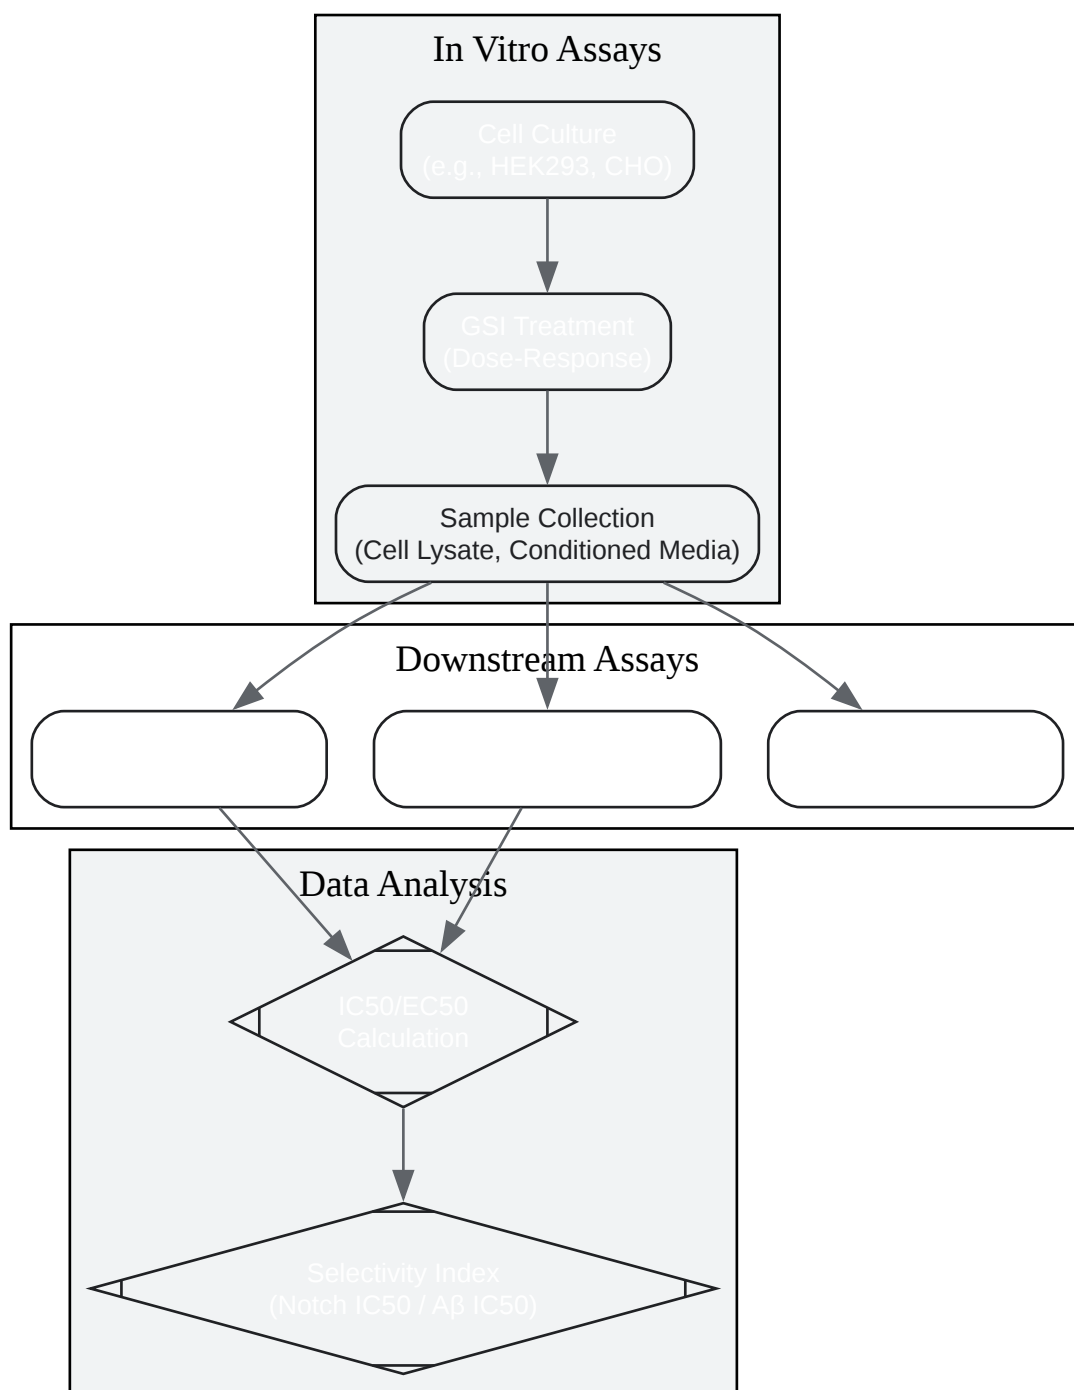 In Vitro Assays
Cell Culture
(e.g., HEK293, CHO)
GSI Treatment
(Dose-Response)
Sample Collection
(Cell Lysate, Conditioned Media)
Downstream Assays
Data Analysis
IC50/EC50
Calculation
Selectivity Index
(Notch IC50 / Aβ IC50)